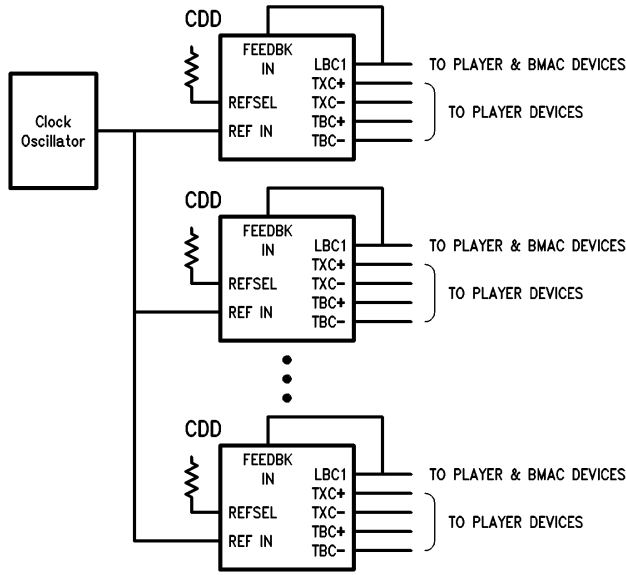 CDD
FEEDBK
IN
LBC1
TO PLAYER & BMAC DEVICES
TXC+
REFSEL
TXC−
TO PLAYER DEVICES
TBC+
REF IN
TBC−
Clock
Oscillator
CDD
FEEDBK
IN
LBC1
TO PLAYER & BMAC DEVICES
TXC+
REFSEL
TXC−
TO PLAYER DEVICES
TBC+
REF IN
TBC−
CDD
FEEDBK
IN
LBC1
TO PLAYER & BMAC DEVICES
TXC+
REFSEL
TXC−
TO PLAYER DEVICES
TBC+
REF IN
TBC−